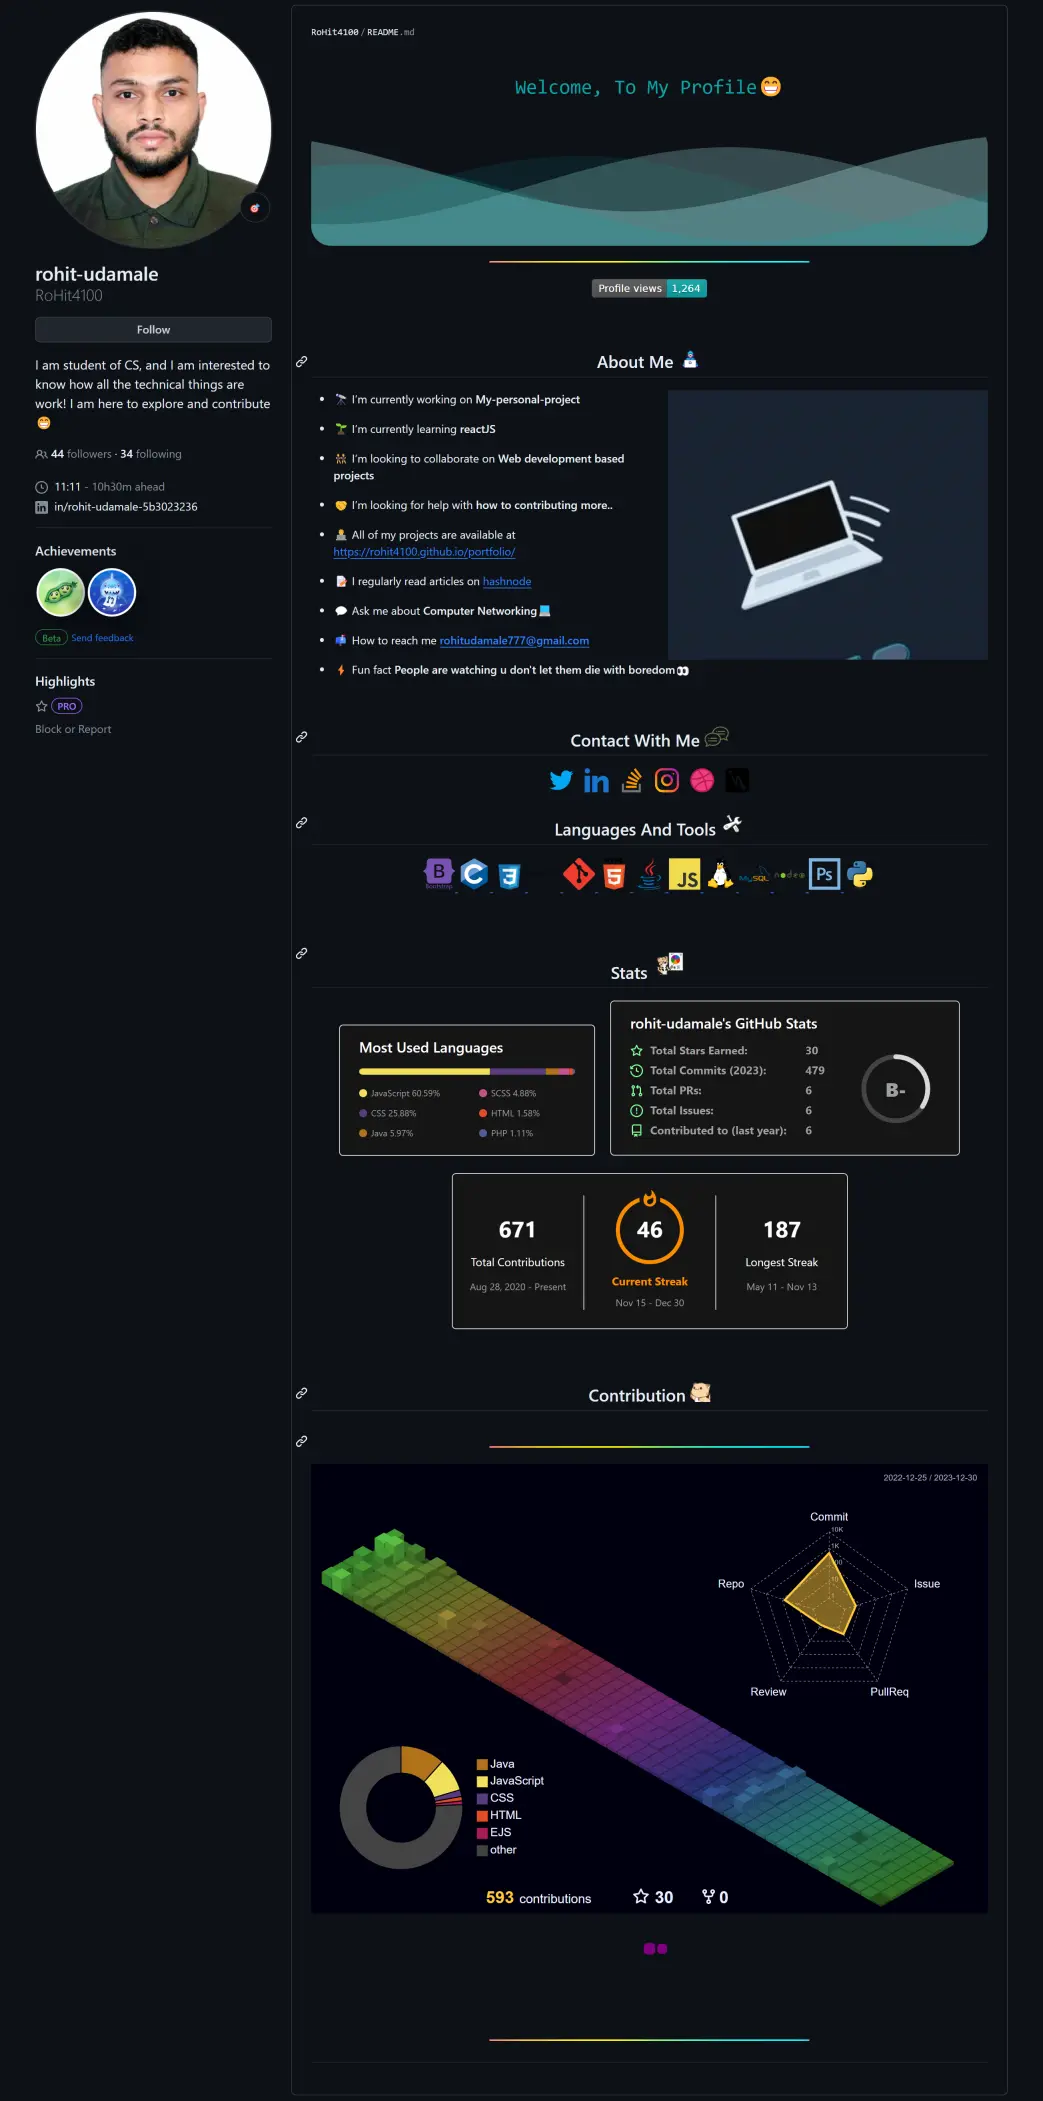 rohit-udamale
RoHit4100
Follow
I am student of CS, and I am interested to
know how all the technical things are
work! I am here to explore and contribute
😁
44 followers · 34 following
11:11 - 10h30m ahead
in/rohit-udamale-5b3023236
Achievements
Beta Send feedback
Highlights
PRO
Block or Report
RoHit4100 / README.md
Welcome, To My Profile😁
Profile views 1,264
About Me
I'm currently working on My-personal-project
I'm currently learning reactJS
I'm looking to collaborate on Web development based
projects
I'm looking for help with how to contributing more..
All of my projects are available at
https://rohit4100.github.io/portfolio/
I regularly read articles on hashnode
Ask me about Computer Networking
How to reach me rohitudamale777@gmail.com
Fun fact People are watching u don't let them die with boredom👀
Contact With Me
Languages And Tools
B C 3 5 JS MySQL node Ps
Bootstrap
Stats
Most Used Languages
JavaScript 60.59%
CSS 25.88%
Java 5.97%
SCSS 4.88%
HTML 1.58%
PHP 1.11%
rohit-udamale's GitHub Stats
Total Stars Earned: 30
Total Commits (2023): 479
Total PRs: 6
Total Issues: 6
Contributed to (last year): 6
B-
671
Total Contributions
Aug 28, 2020 - Present
46
Current Streak
Nov 15 - Dec 30
187
Longest Streak
May 11 - Nov 13
Contribution
2022-12-25 / 2023-12-30
Commit
10K
1K
10
1
Repo
Issue
Review
PullReq
Java
JavaScript
CSS
HTML
EJS
other
593 contributions 30 0